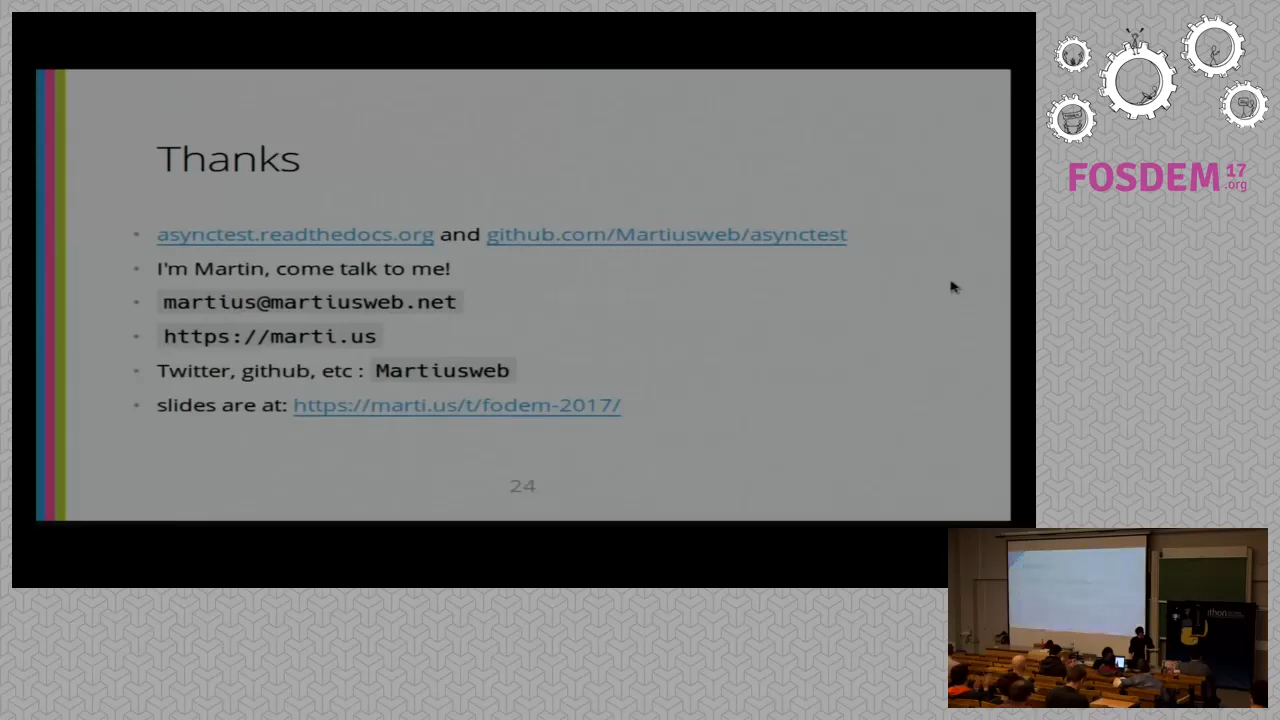 Thanks
asynctest.readthedocs.org and github.com/Martiusweb/asynctest
I'm Martin, come talk to me!
martius@martiusweb.net
https://marti.us
Twitter, github, etc : Martiusweb
slides are at: https://marti.us/t/fodem-2017/
24
FOSDEM 17
.org
thon